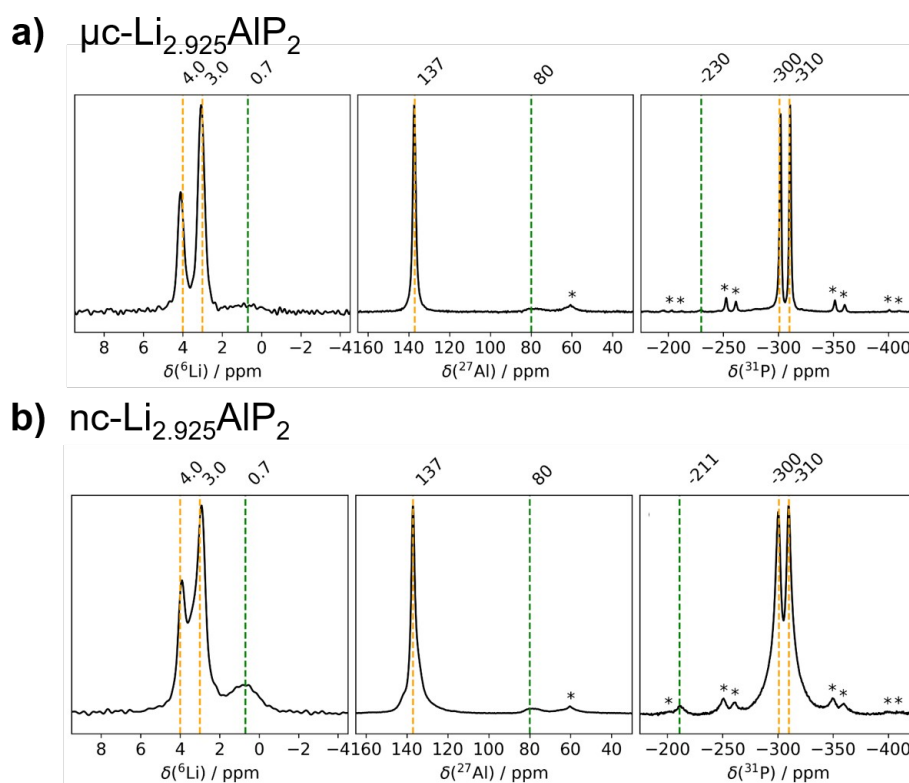 a) μc-Li2.925AlP2
4.0 3.0 0.7 137 80 -230 -300 -310
* * * * * * * * *
8 6 4 2 0 −2 −4 160 140 120 100 80 60 40 −200 −250 −300 −350 −400
δ(6Li) / ppm δ(27Al) / ppm δ(31P) / ppm
b) nc-Li2.925AlP2
4.0 3.0 0.7 137 80 -211 -300 -310
* * * * * * * *
8 6 4 2 0 −2 −4 160 140 120 100 80 60 40 −200 −250 −300 −350 −400
δ(6Li) / ppm δ(27Al) / ppm δ(31P) / ppm